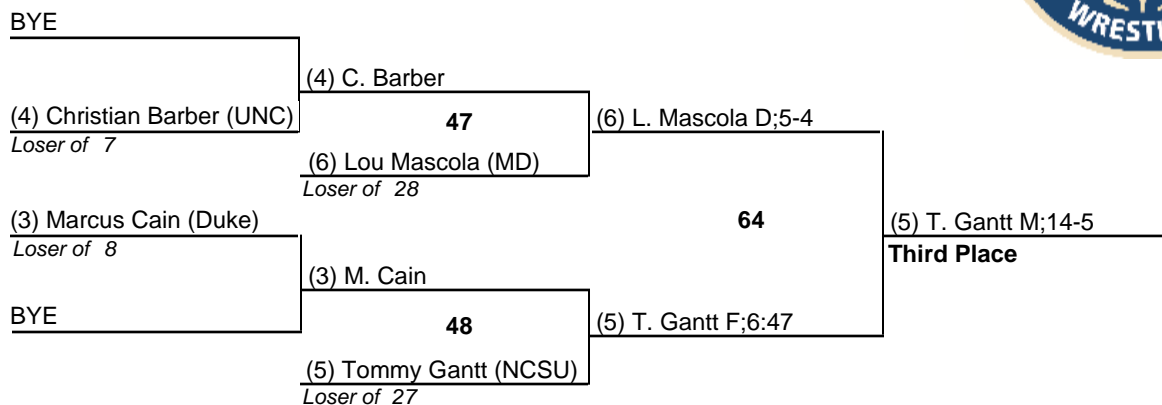 BYE
WREST
(4) C. Barber
(4) Christian Barber (UNC)
47
(6) L. Mascola D;5-4
Loser of 7
(6) Lou Mascola (MD)
Loser of 28
(3) Marcus Cain (Duke)
64
(5) T. Gantt M;14-5
Loser of 8
Third Place
(3) M. Cain
BYE
48
(5) T. Gantt F;6:47
(5) Tommy Gantt (NCSU)
Loser of 27